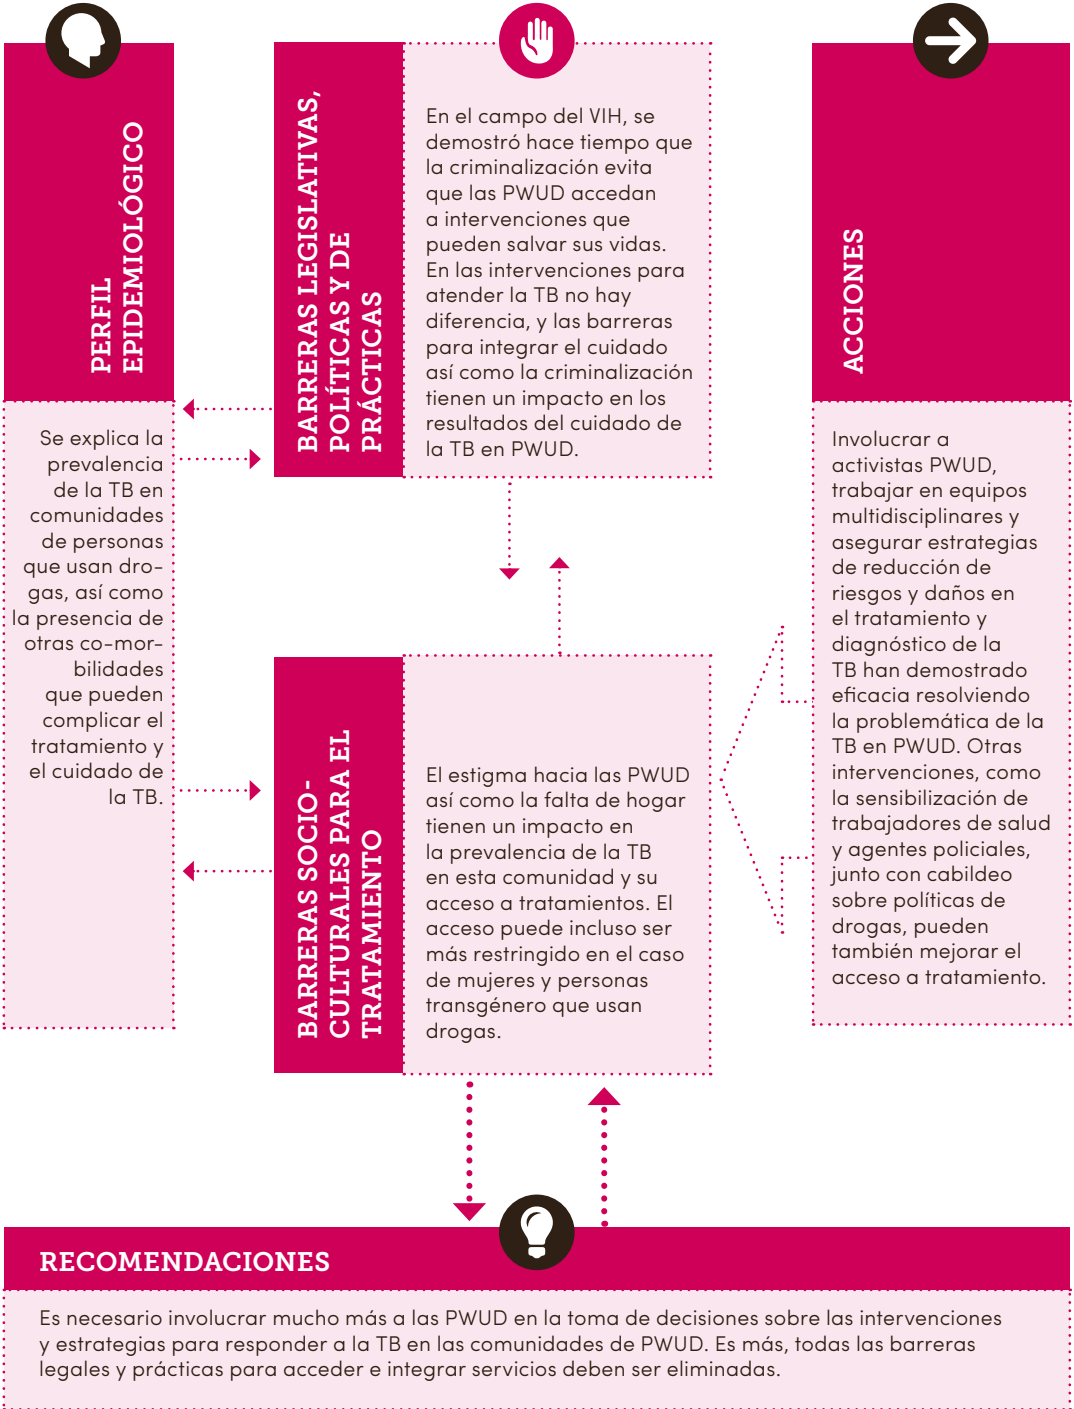 PERFIL
EPIDEMIOLÓGICO
Se explica la
prevalencia
de la TB en
comunidades
de personas
que usan dro-
gas, así como
la presencia de
otras co-mor-
bilidades
que pueden
complicar el
tratamiento y
el cuidado de
la TB.
BARRERAS LEGISLATIVAS,
POLÍTICAS Y DE
PRÁCTICAS
En el campo del VIH, se
demostró hace tiempo que
la criminalización evita
que las PWUD accedan
a intervenciones que
pueden salvar sus vidas.
En las intervenciones para
atender la TB no hay
diferencia, y las barreras
para integrar el cuidado
así como la criminalización
tienen un impacto en los
resultados del cuidado de
la TB en PWUD.
BARRERAS SOCIO-
CULTURALES PARA EL
TRATAMIENTO
El estigma hacia las PWUD
así como la falta de hogar
tienen un impacto en
la prevalencia de la TB
en esta comunidad y su
acceso a tratamientos. El
acceso puede incluso ser
más restringido en el caso
de mujeres y personas
transgénero que usan
drogas.
ACCIONES
Involucrar a
activistas PWUD,
trabajar en equipos
multidisciplinares y
asegurar estrategias
de reducción de
riesgos y daños en
el tratamiento y
diagnóstico de la
TB han demostrado
eficacia resolviendo
la problemática de la
TB en PWUD. Otras
intervenciones, como
la sensibilización de
trabajadores de salud
y agentes policiales,
junto con cabildeo
sobre políticas de
drogas, pueden
también mejorar el
acceso a tratamiento.
RECOMENDACIONES
Es necesario involucrar mucho más a las PWUD en la toma de decisiones sobre las intervenciones
y estrategias para responder a la TB en las comunidades de PWUD. Es más, todas las barreras
legales y prácticas para acceder e integrar servicios deben ser eliminadas.